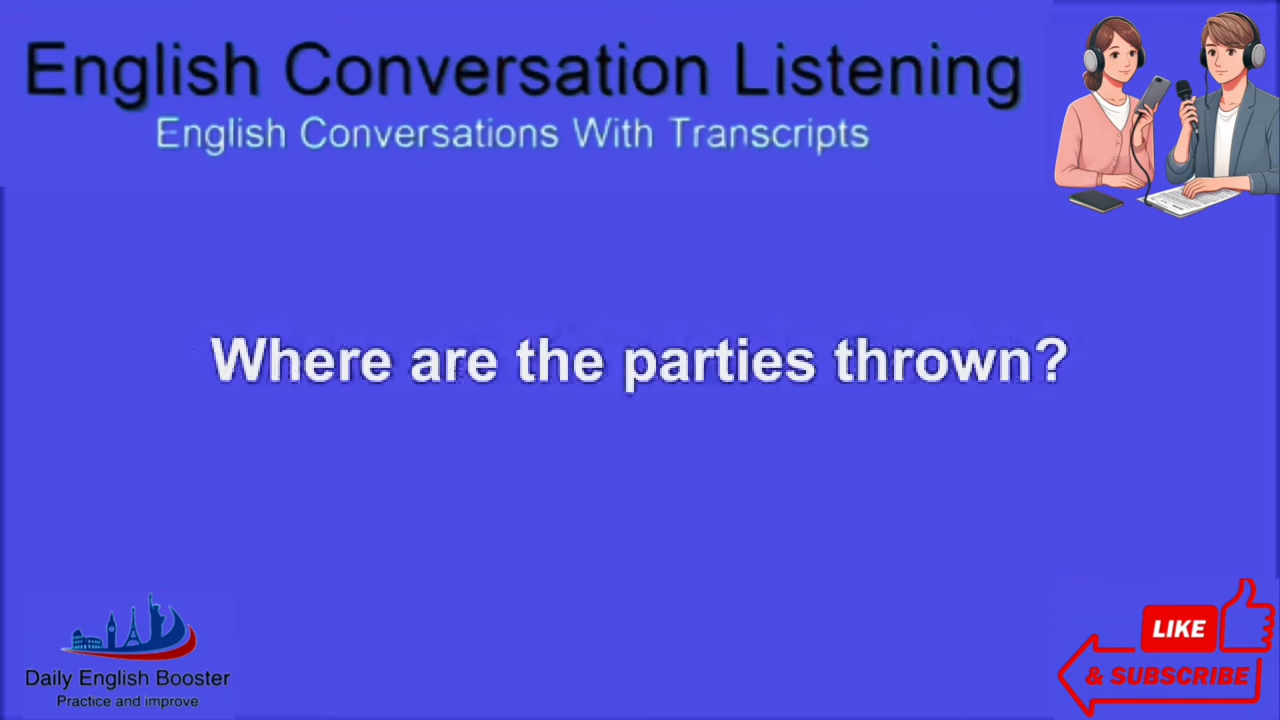 English Conversation Listening
English Conversations With Transcripts
Where are the parties thrown?
Daily English Booster
Practice and improve
LIKE
& SUBSCRIBE